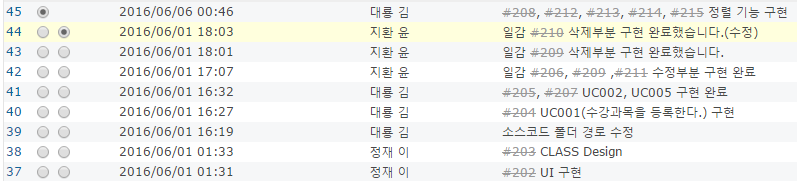 45 2016/06/06 00:46 대룡 김 #208, #212, #213, #214, #215 정렬 기능 구현
44 2016/06/01 18:03 지환 윤 일감 #210 삭제부분 구현 완료했습니다.(수정)
43 2016/06/01 18:01 지환 윤 일감 #209 삭제부분 구현 완료했습니다.
42 2016/06/01 17:07 지환 윤 일감 #206, #209 ,#211 수정부분 구현 완료
41 2016/06/01 16:32 대룡 김 #205, #207 UC002, UC005 구현 완료
40 2016/06/01 16:27 대룡 김 #204 UC001(수강과목을 등록한다.) 구현
39 2016/06/01 16:19 대룡 김 소스코드 폴더 경로 수정
38 2016/06/01 01:33 정재 이 #203 CLASS Design
37 2016/06/01 01:31 정재 이 #202 UI 구현